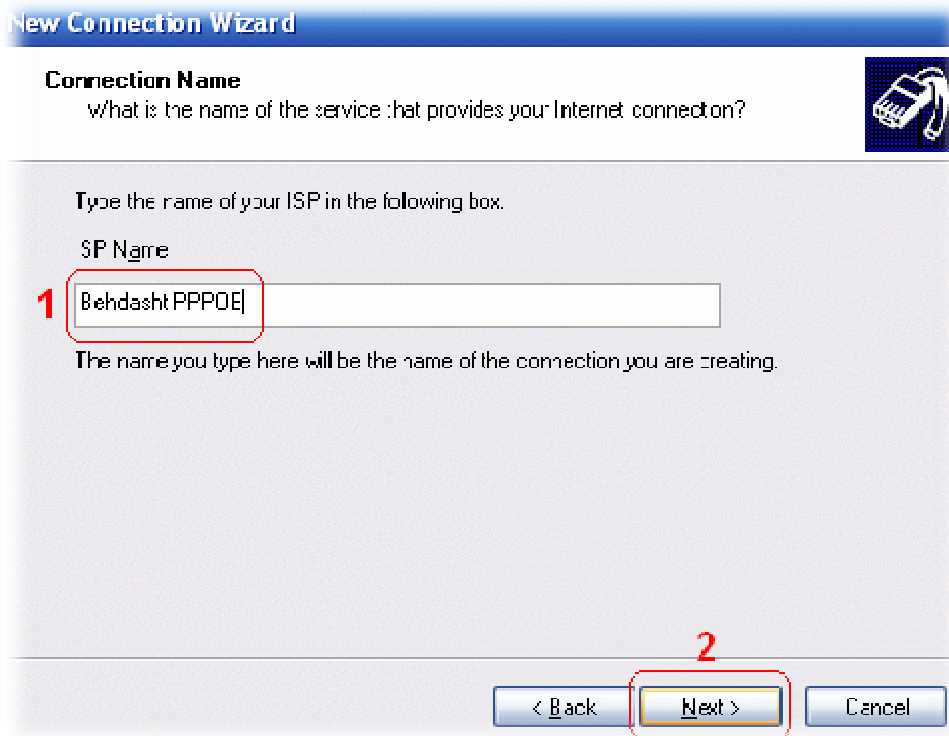 New Connection Wizard
Connection Name
What is the name of the service that provides your Internet connection?
Type the name of your ISP in the following box.
SP Name
1
Behdasht PPPOE
The name you type here will be the name of the connection you are creating.
2
< Back
Next >
Cancel